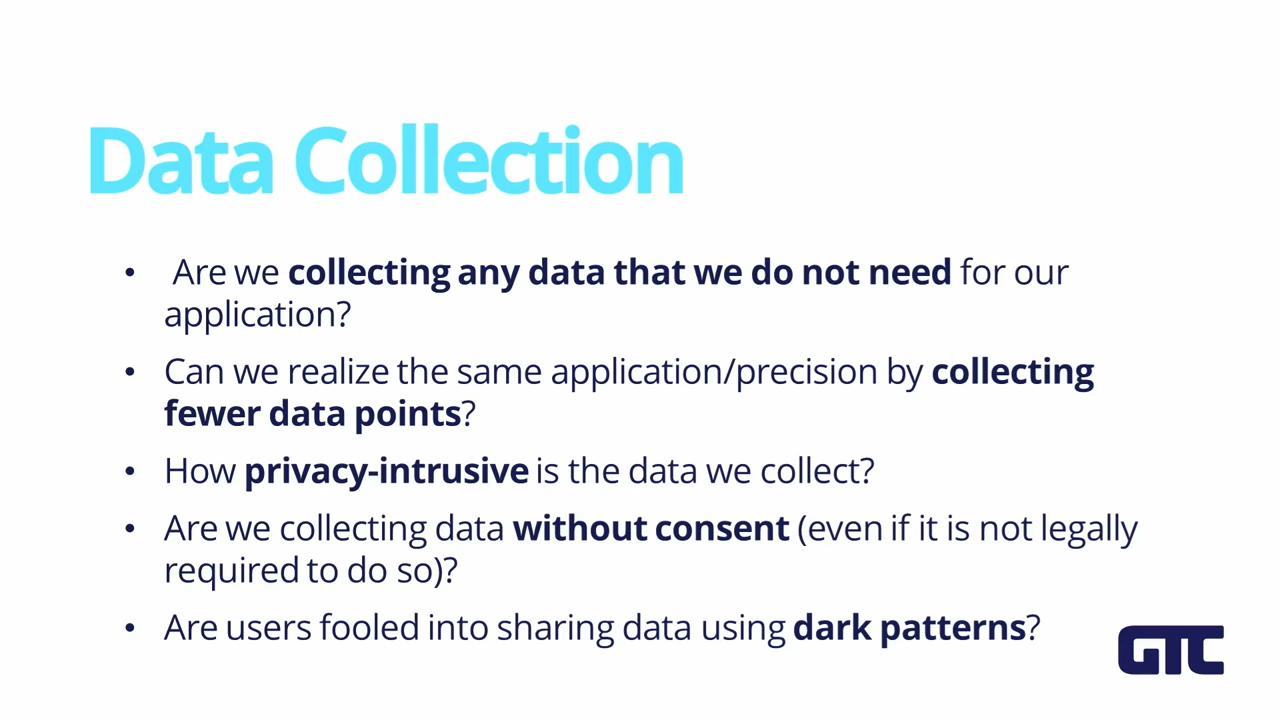 Data Collection
• Are we collecting any data that we do not need for our
application?
• Can we realize the same application/precision by collecting
fewer data points?
• How privacy-intrusive is the data we collect?
• Are we collecting data without consent (even if it is not legally
required to do so)?
• Are users fooled into sharing data using dark patterns?
GTC